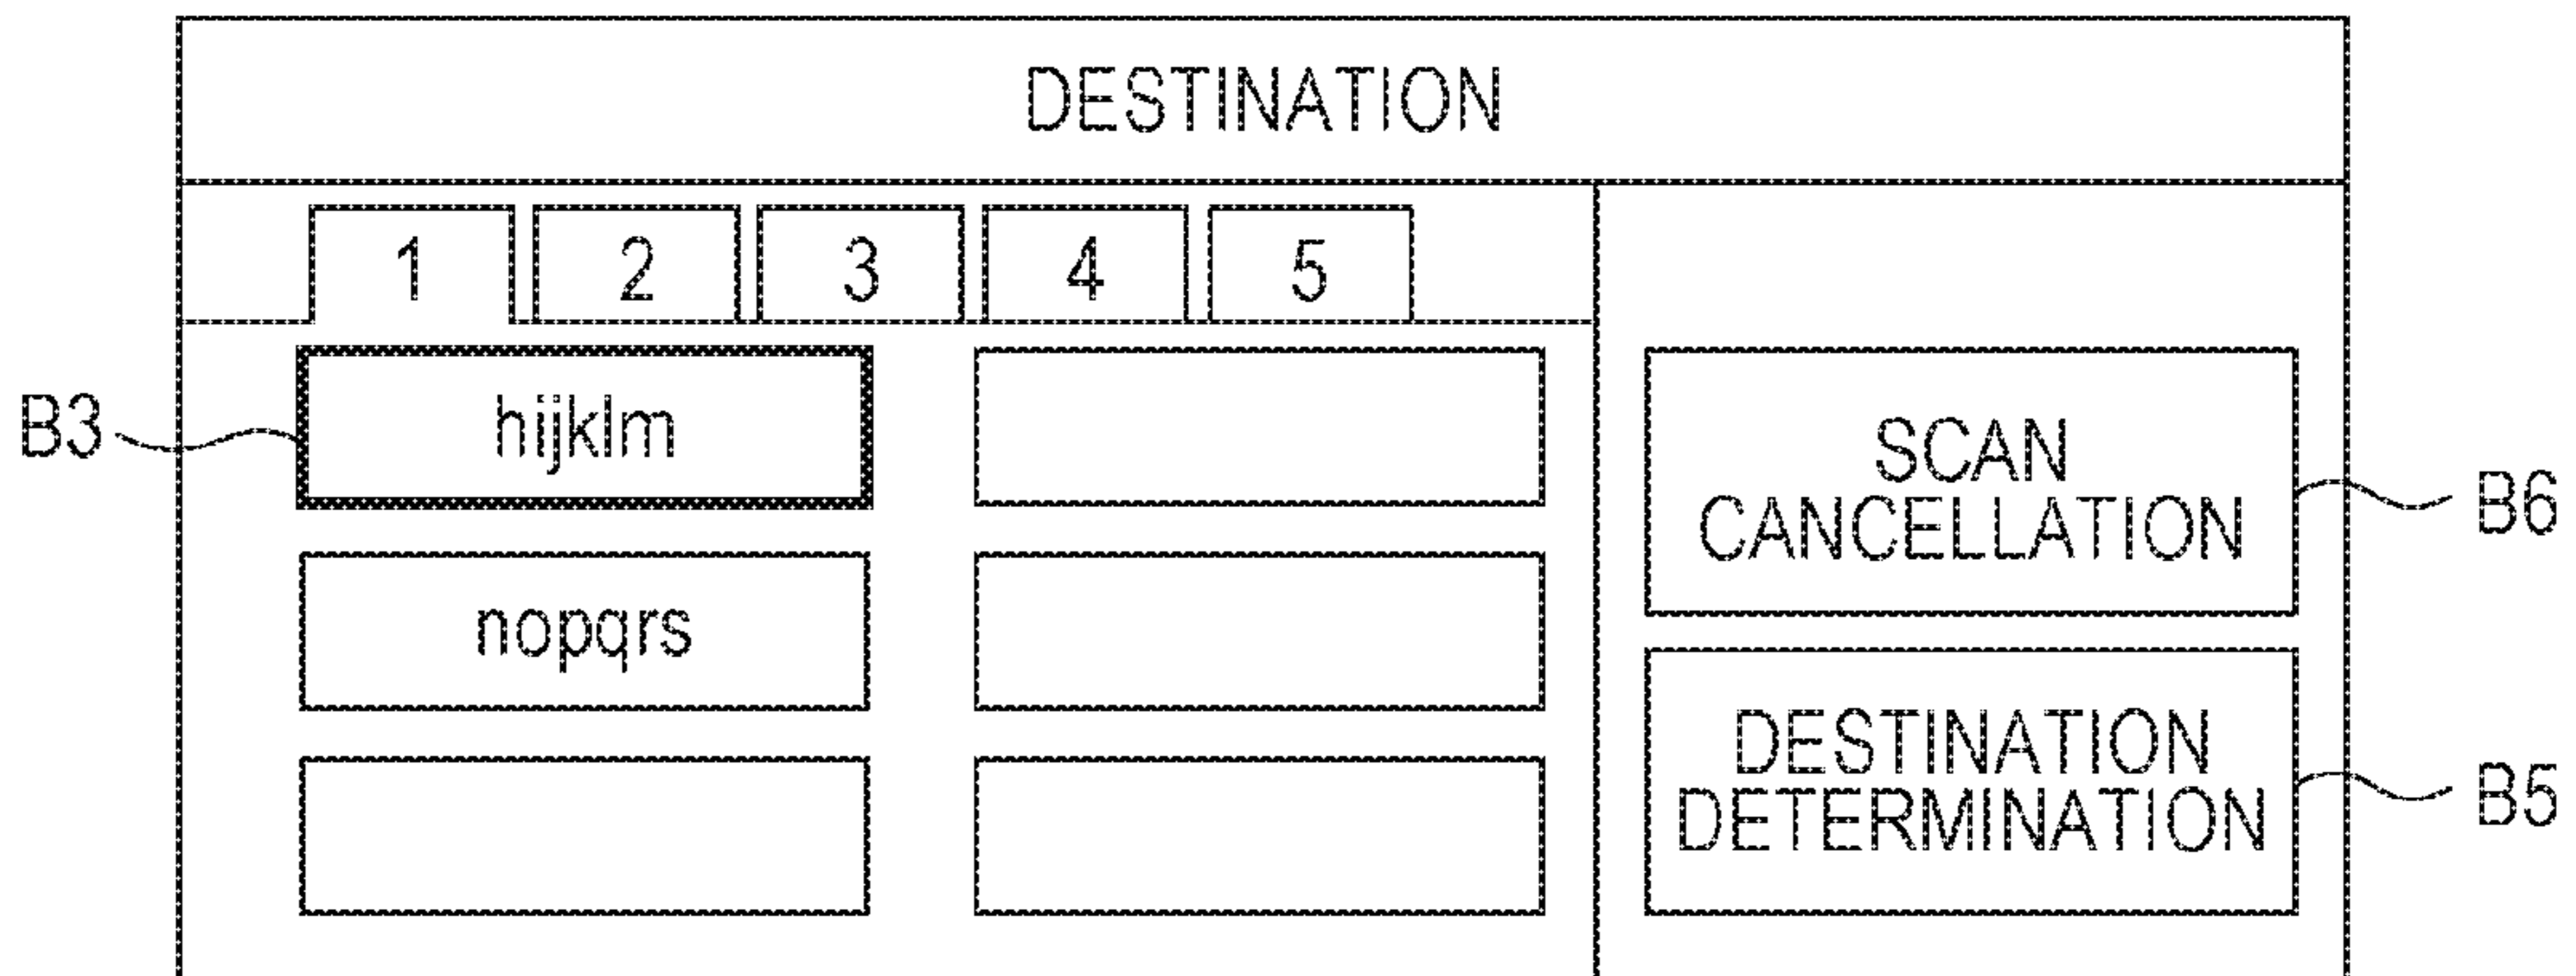 DESTINATION
1 2 3 4 5
B3
hijklm
nopqrs
SCAN
CANCELLATION
B6
DESTINATION
DETERMINATION
B5